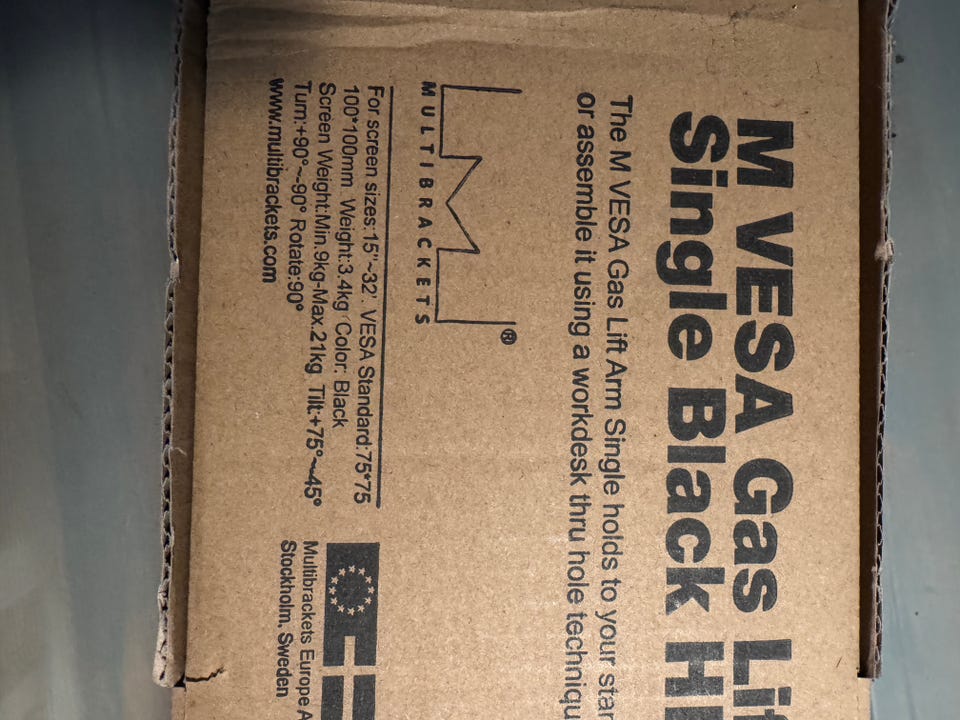 M VESA Gas Lif
Single Black H
The M VESA Gas Lift Arm Single holds to your star
or assemble it using a workdesk thru hole techniqu
®
MULTIBRACKETS
For screen sizes:15"~32'. VESA Standard:75*75
100*100mm Weight:3.4kg Color: Black
Screen Weight:Min.9kg-Max.21kg Tilt:+75°~-45°
Turn:+90°~-90° Rotate:90°
www.multibrackets.com
Multibrackets Europe A
Stockholm, Sweden